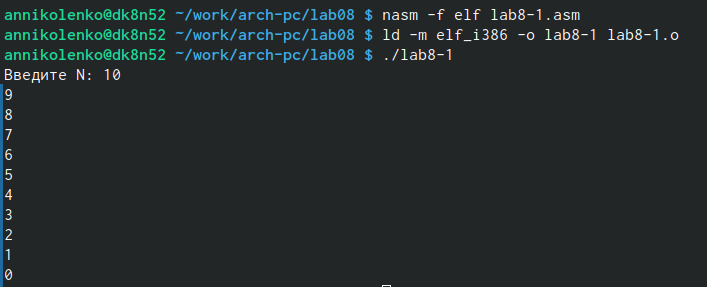 annikolenko@dk8n52 ~/work/arch-pc/lab08 $ nasm -f elf lab8-1.asm
annikolenko@dk8n52 ~/work/arch-pc/lab08 $ ld -m elf_i386 -o lab8-1 lab8-1.o
annikolenko@dk8n52 ~/work/arch-pc/lab08 $ ./lab8-1
Введите N: 10
9
8
7
6
5
4
3
2
1
0